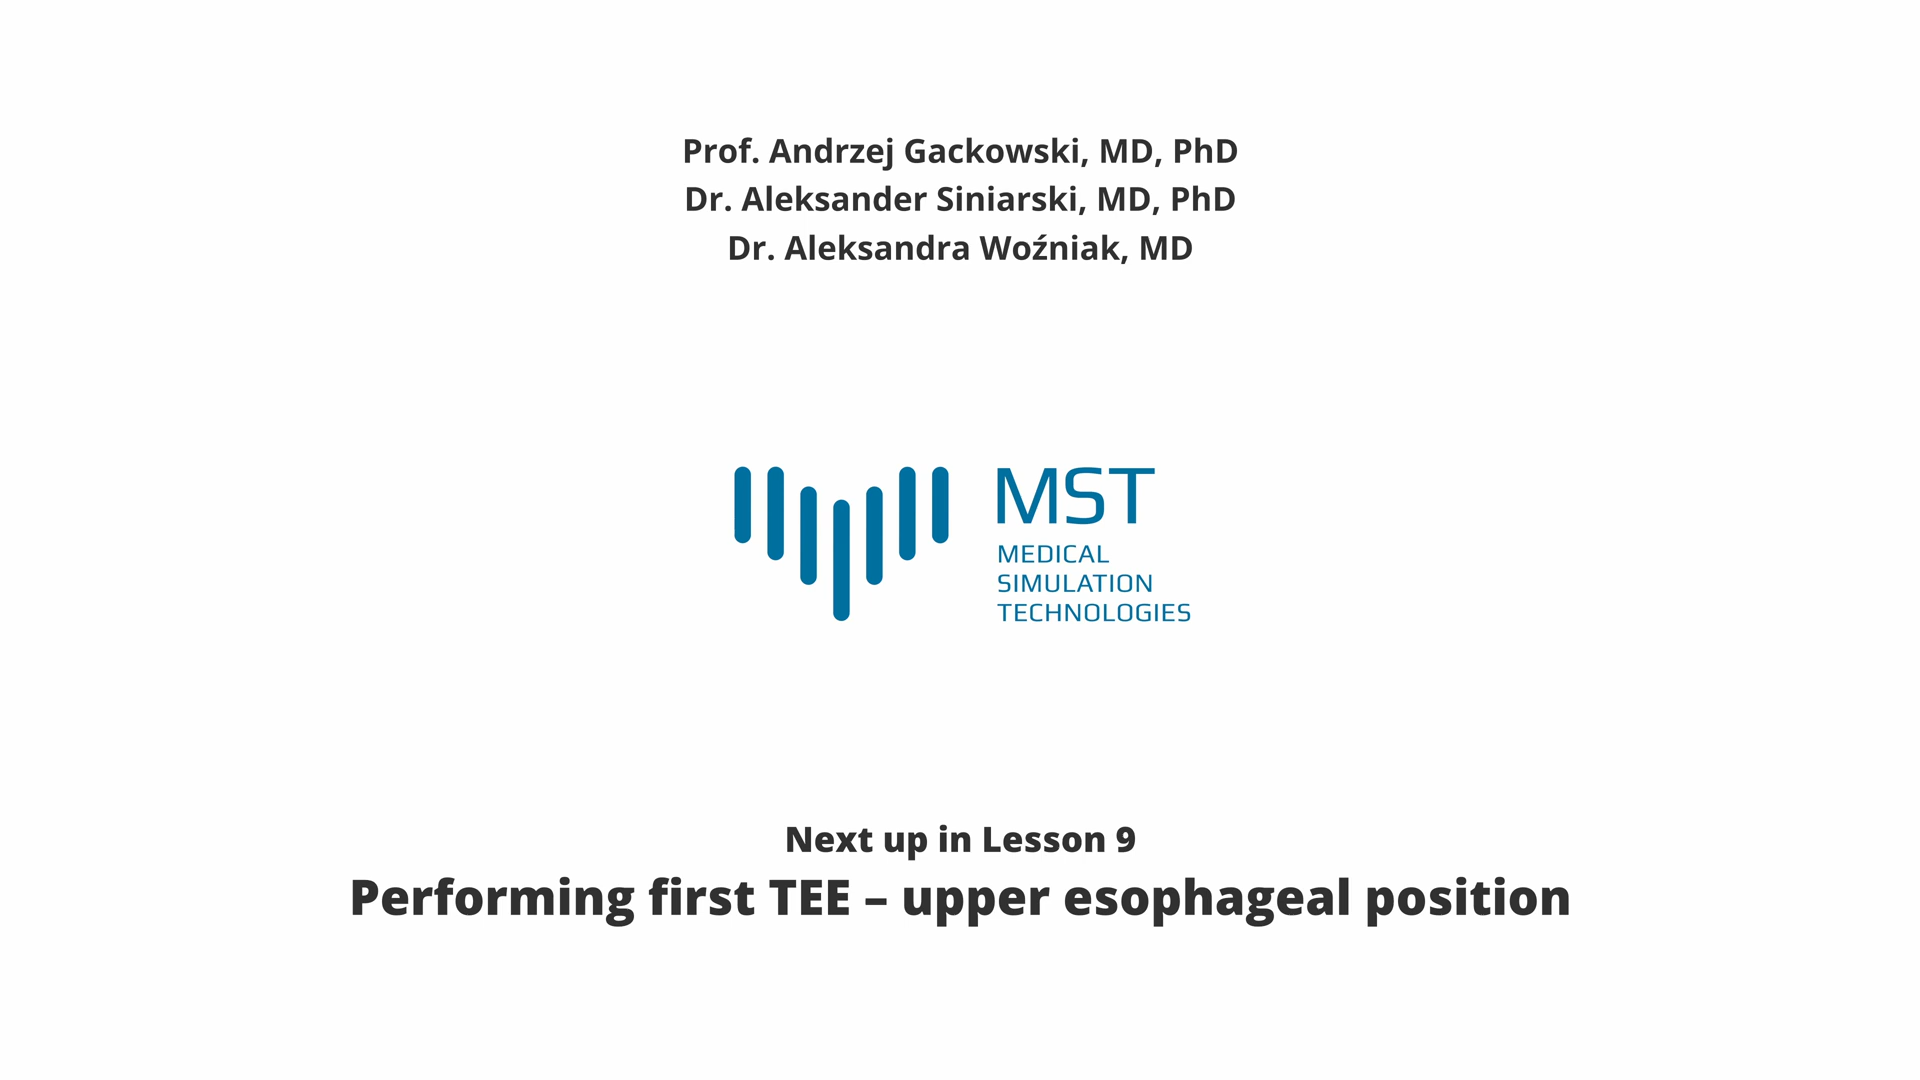 Prof. Andrzej Gackowski, MD, PhD
Dr. Aleksander Siniarski, MD, PhD
Dr. Aleksandra Woźniak, MD
MST
MEDICAL
SIMULATION
TECHNOLOGIES
Next up in Lesson 9
Performing first TEE – upper esophageal position